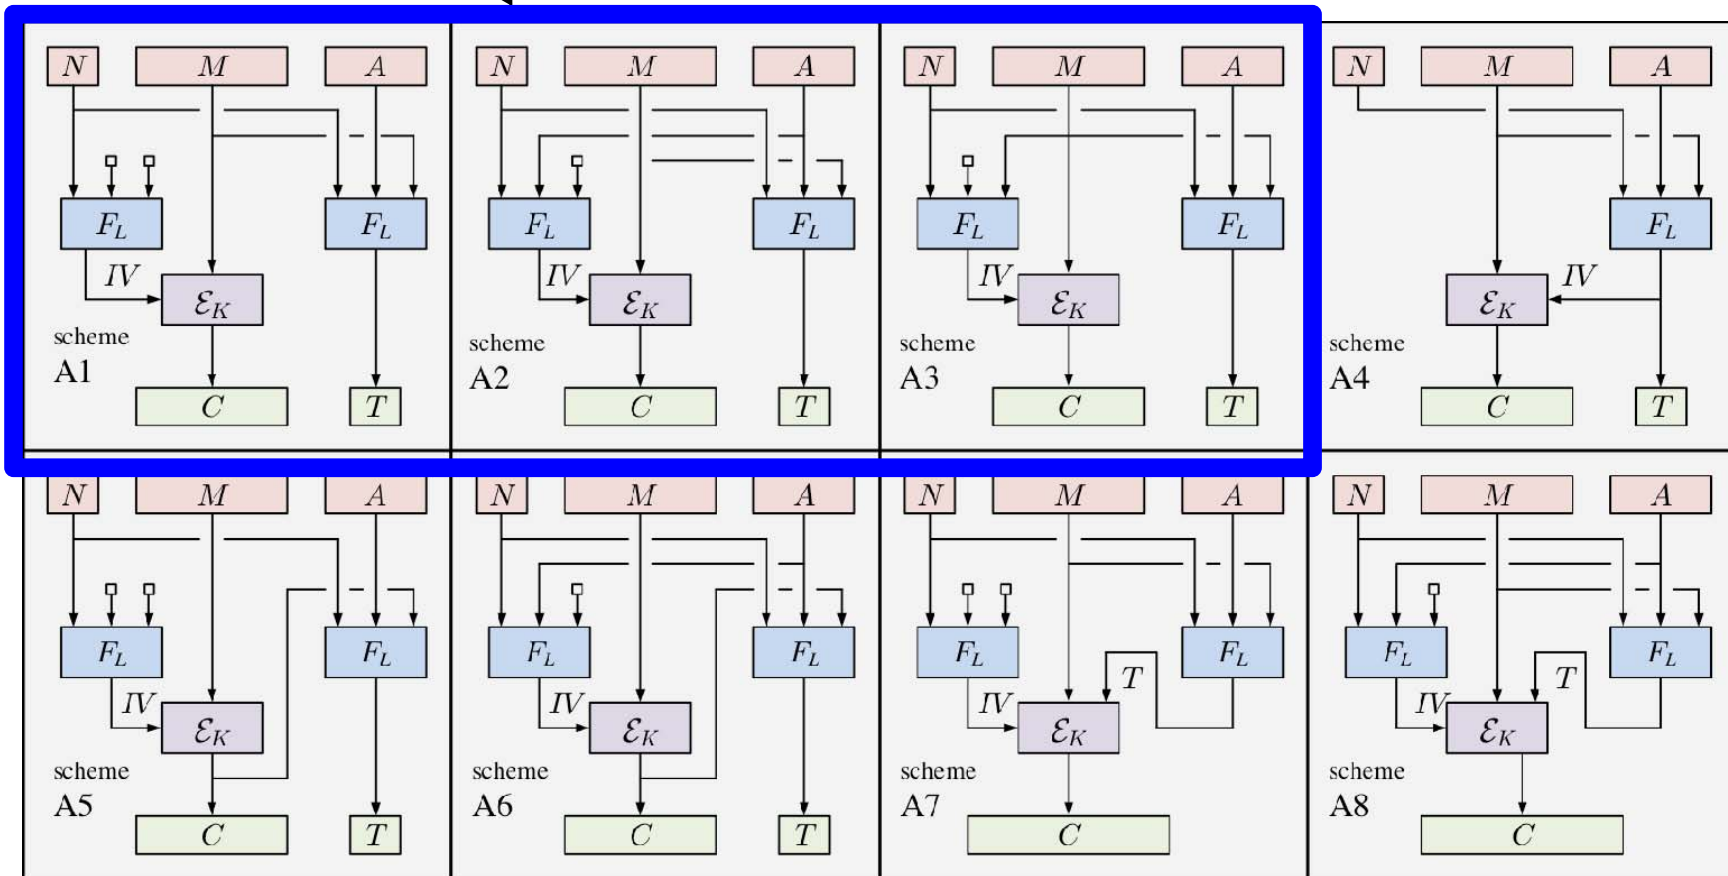 N M A N M A N M A N M A
F_L F_L F_L F_L F_L F_L F_L
IV IV IV IV
ℰ_K ℰ_K ℰ_K ℰ_K
scheme scheme scheme scheme
A1 A2 A3 A4
C T C T C T C T
N M A N M A N M A N M A
F_L F_L F_L F_L F_L F_L F_L F_L
IV IV IV T IV T
ℰ_K ℰ_K ℰ_K ℰ_K
scheme scheme scheme scheme
A5 A6 A7 A8
C T C T C C